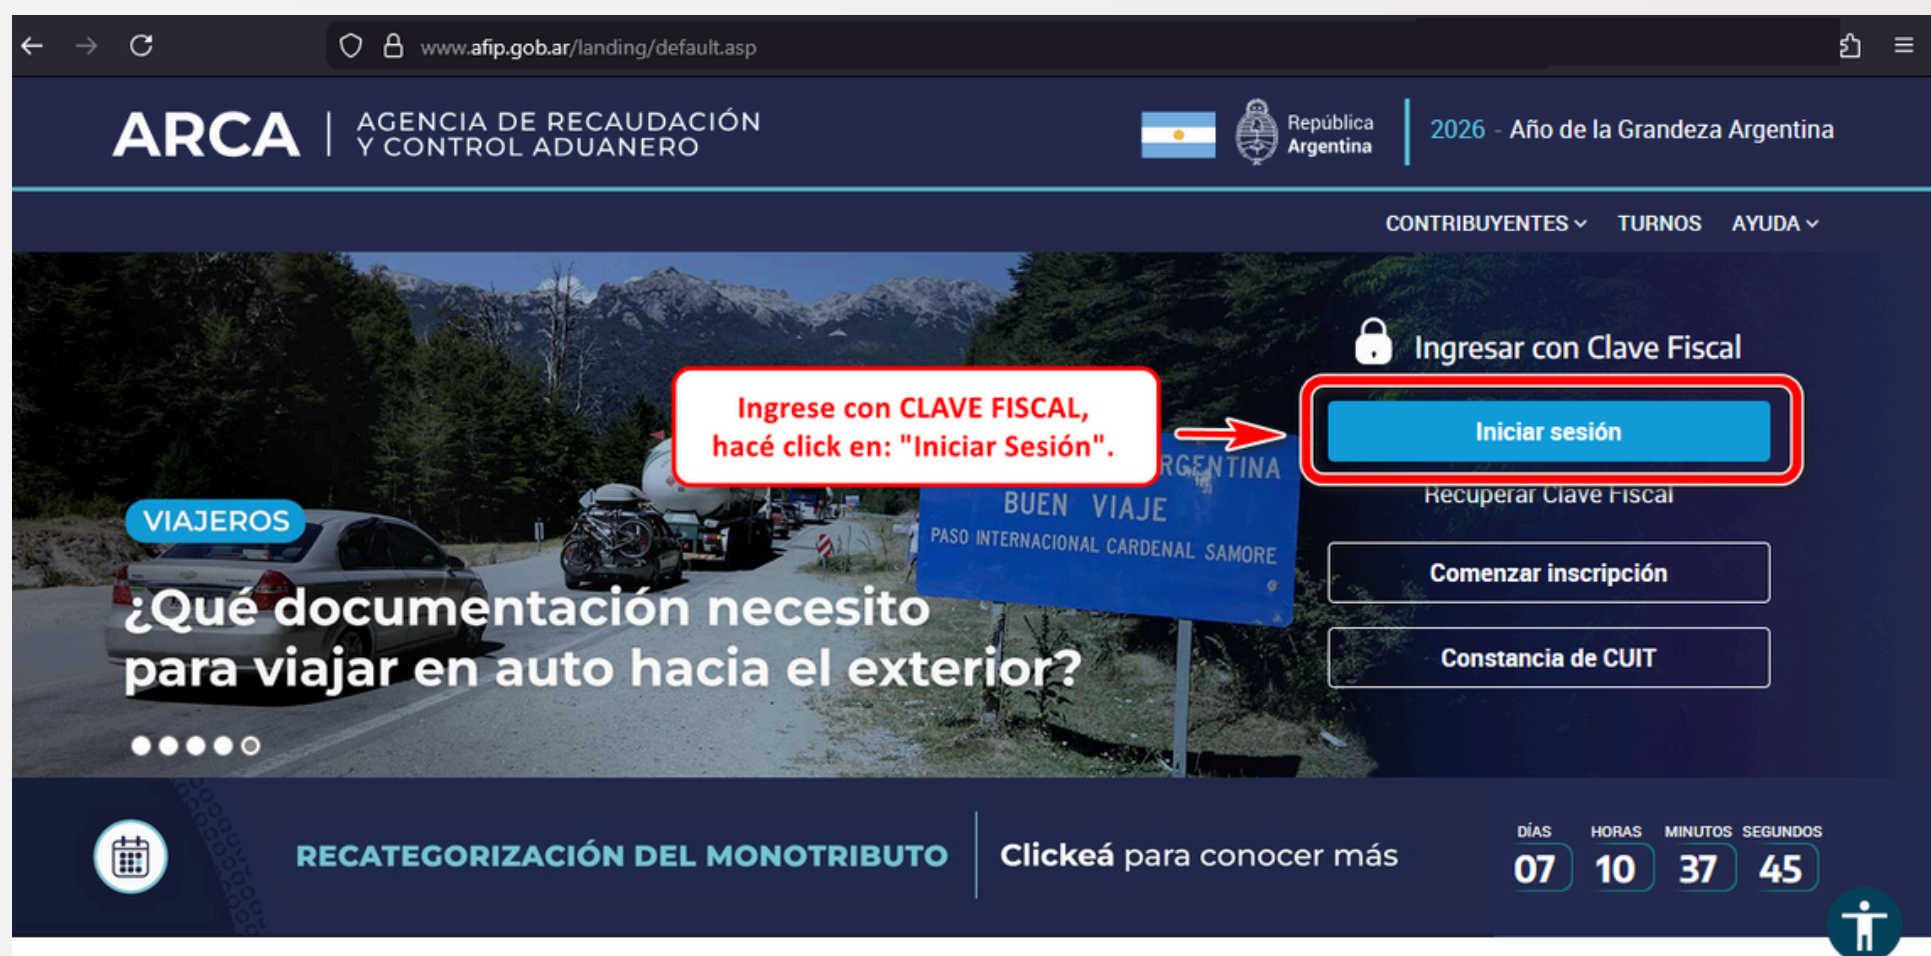 www.afip.gob.ar/landing/default.asp
ARCA
AGENCIA DE RECAUDACIÓN
Y CONTROL ADUANERO
República
Argentina
2026 - Año de la Grandeza Argentina
CONTRIBUYENTES TURNOS AYUDA
Ingresar con Clave Fiscal
Ingrese con CLAVE FISCAL,
hacé click en: "Iniciar Sesión".
Iniciar sesión
Recuperar Clave Fiscal
Comenzar inscripción
Constancia de CUIT
RGENTINA
BUEN VIAJE
PASO INTERNACIONAL CARDENAL SAMORE
VIAJEROS
¿Qué documentación necesito
para viajar en auto hacia el exterior?
RECATEGORIZACIÓN DEL MONOTRIBUTO
Clickeá para conocer más
DÍAS HORAS MINUTOS SEGUNDOS
07 10 37 45